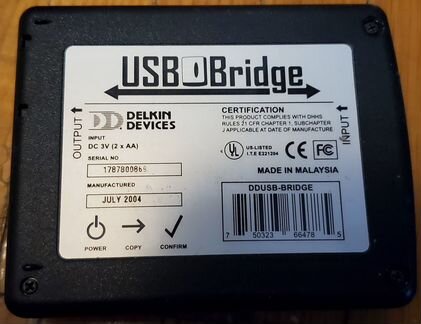 USB Bridge
DELKIN
DEVICES
OUTPUT
INPUT
DC 3V (2 x AA)
SERIAL NO
MANUFACTURED
JULY 2004
POWER
COPY
CONFIRM
CERTIFICATION
THIS PRODUCT COMPLIES WITH DHHS
RULES 21 CFR CHAPTER 1, SUBCHAPTER
J APPLICABLE AT DATE OF MANUFACTURE
INPUT
UL
US-LISTED
I.T.E E221204
CE
FC
MADE IN MALAYSIA
DDUSB-BRIDGE
7 50323 66478 5